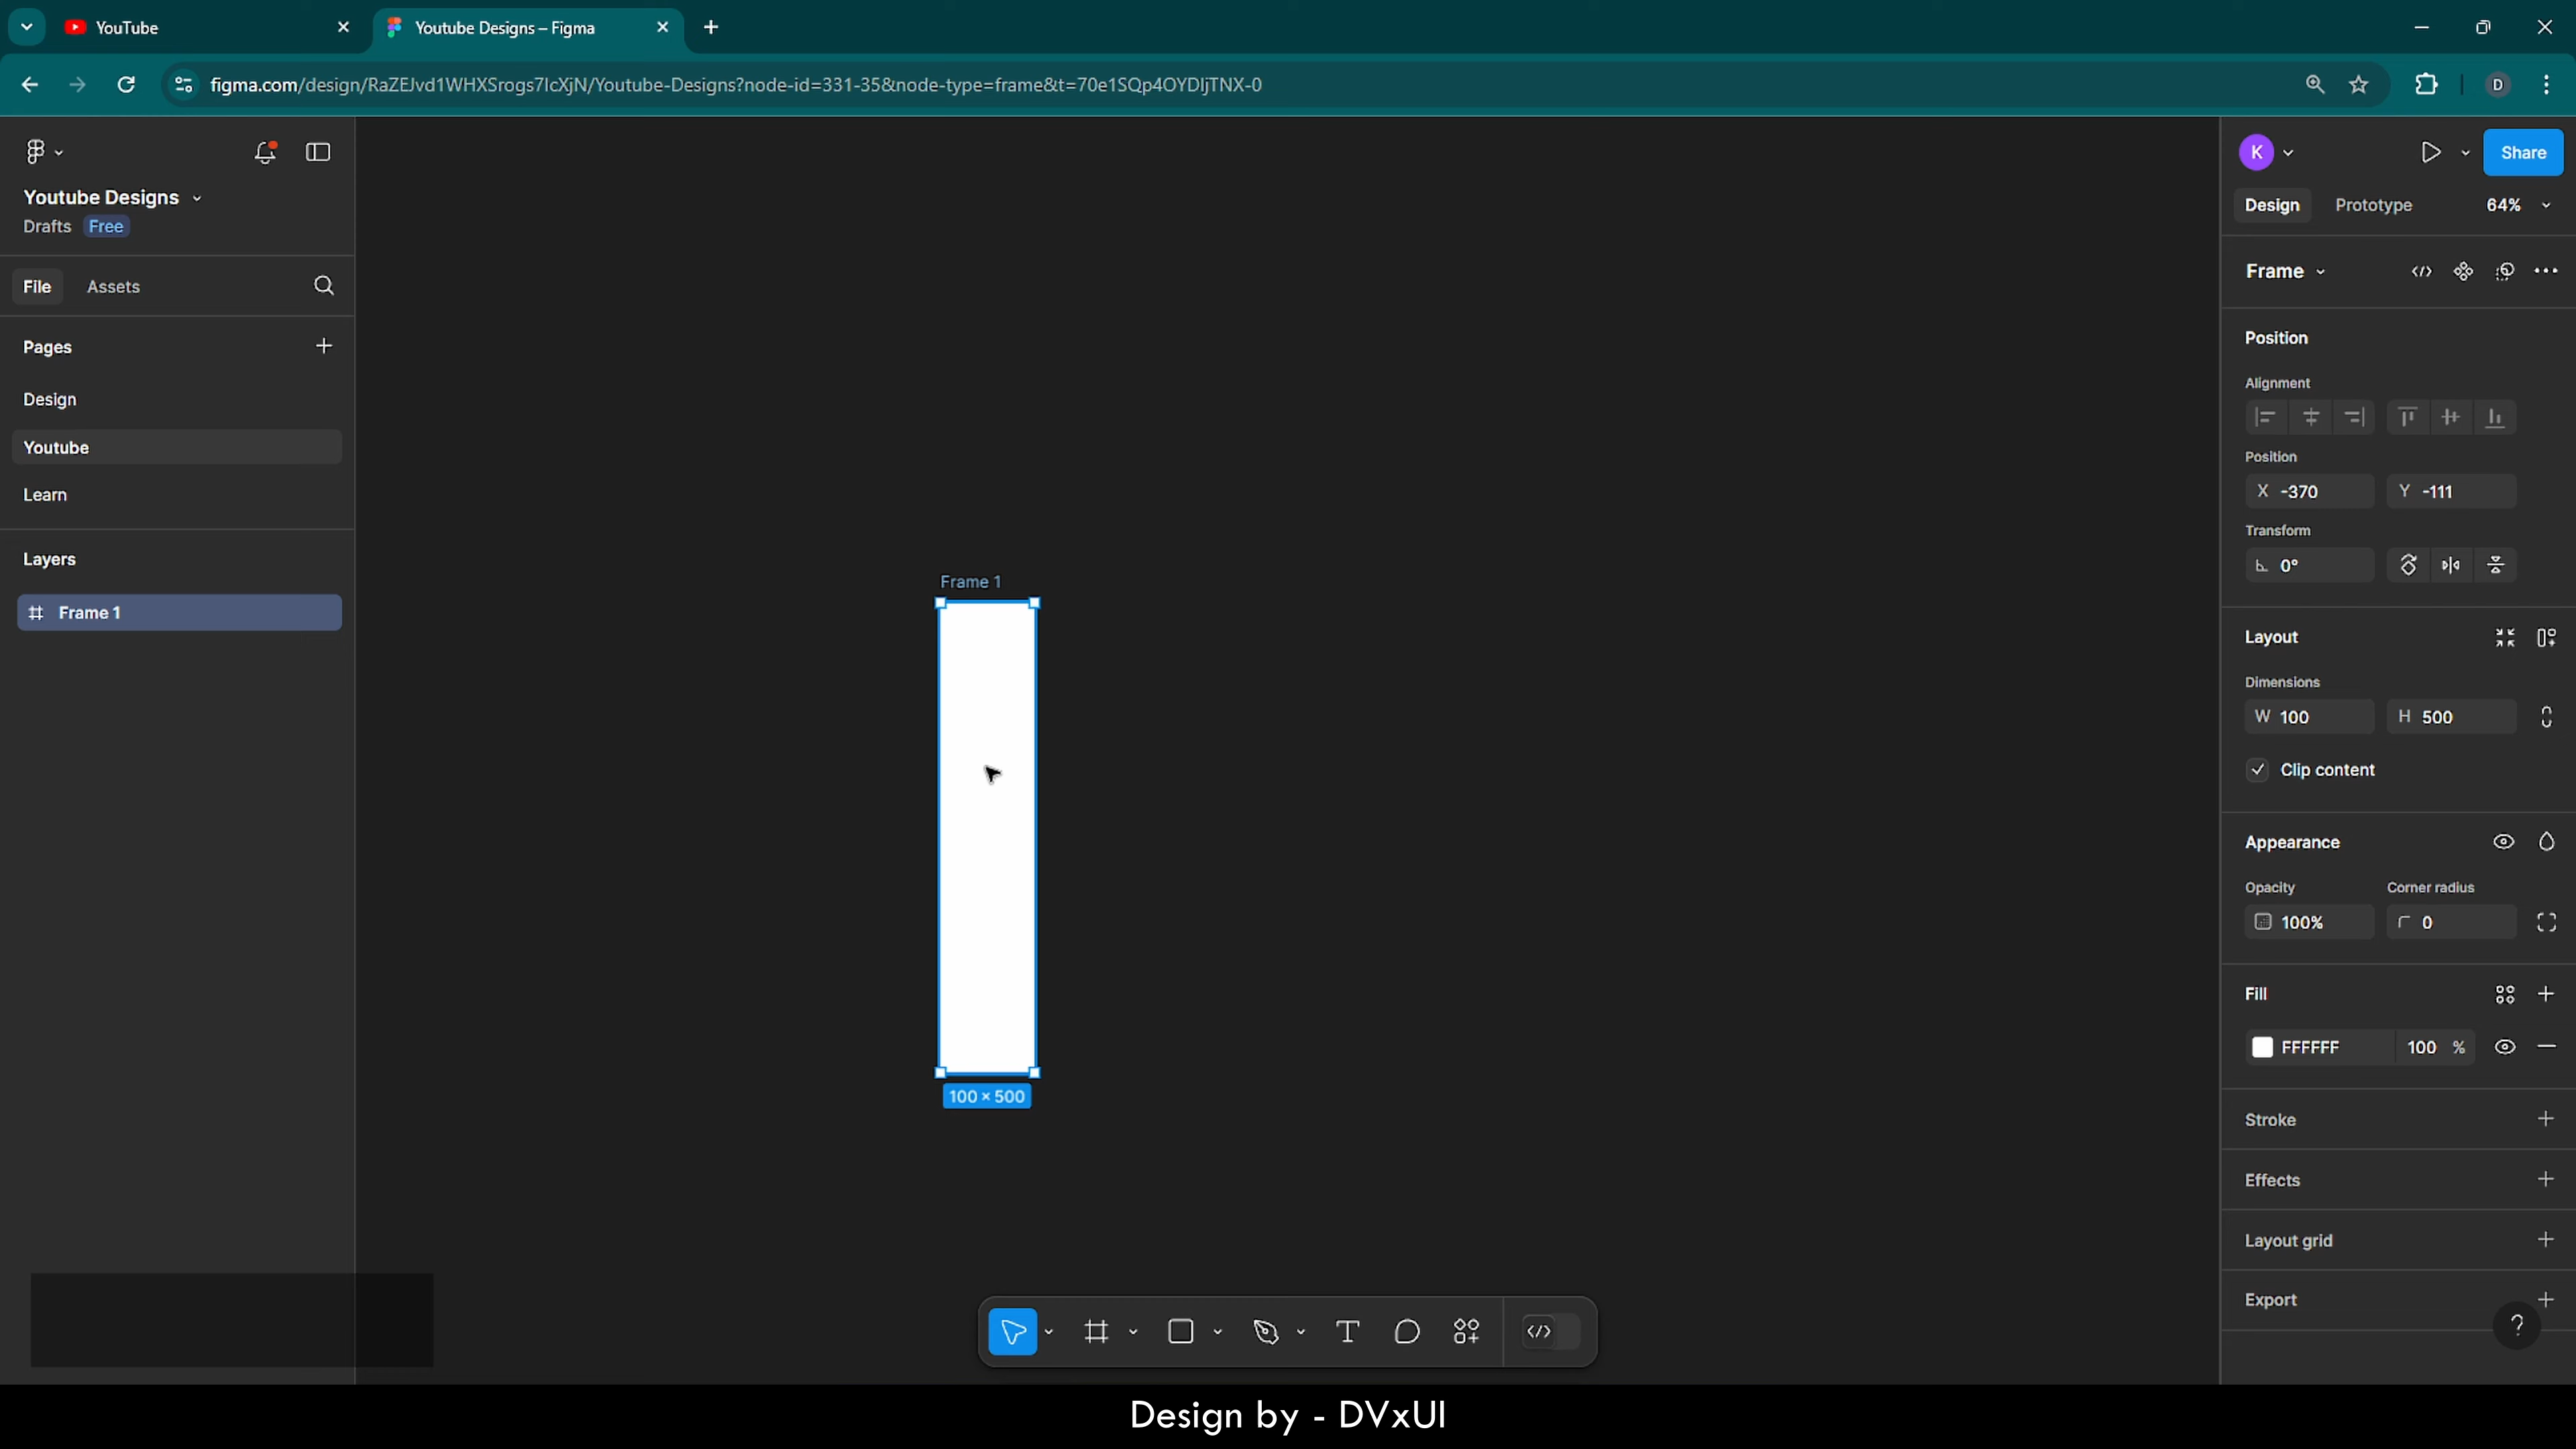 YouTube
Youtube Designs – Figma
figma.com/design/RaZEJvd1WHXSrogs7lcXjN/Youtube-Designs?node-id=331-35&node-type=frame&t=70e1SQp4OYDljTNX-0
D
Youtube Designs
Drafts Free
File Assets
Pages
Design
Youtube
Learn
Layers
Frame 1
Frame 1
100 × 500
K
Share
Design Prototype 64%
Frame
Position
Alignment
Position
X -370 Y -111
Transform
0°
Layout
Dimensions
W 100 H 500
Clip content
Appearance
Opacity Corner radius
100% 0
Fill
FFFFFF 100 %
Stroke
Effects
Layout grid
Export
?
Design by - DVxUI